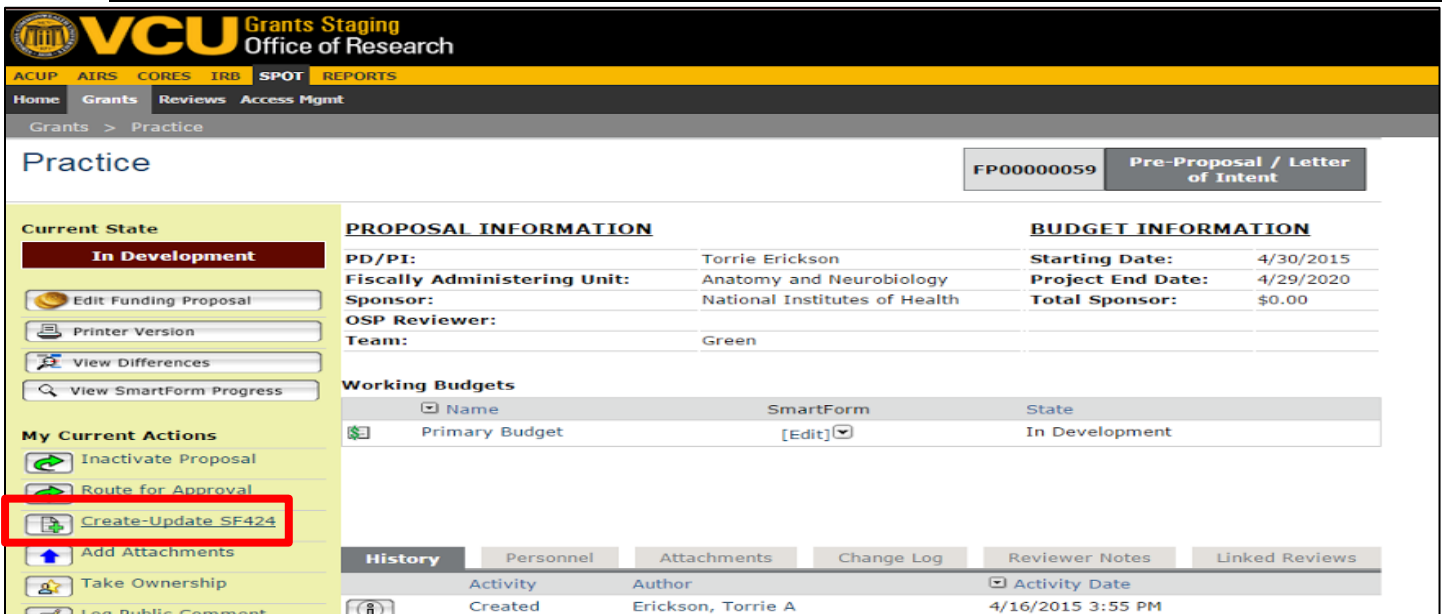 VCU Grants Staging
Office of Research
ACUP AIRS CORES IRB SPOT REPORTS
Home Grants Reviews Access Mgmt
Grants > Practice
Practice
FP00000059
Pre-Proposal / Letter
of Intent
Current State
In Development
Edit Funding Proposal
Printer Version
View Differences
View SmartForm Progress
My Current Actions
Inactivate Proposal
Route for Approval
Create-Update SF424
Add Attachments
Take Ownership
Log Public Comment
PROPOSAL INFORMATION
PD/PI: Torrie Erickson
Fiscally Administering Unit: Anatomy and Neurobiology
Sponsor: National Institutes of Health
OSP Reviewer:
Team: Green
BUDGET INFORMATION
Starting Date: 4/30/2015
Project End Date: 4/29/2020
Total Sponsor: $0.00
Working Budgets
Name SmartForm State
Primary Budget [Edit] In Development
History Personnel Attachments Change Log Reviewer Notes Linked Reviews
Activity Author Activity Date
Created Erickson, Torrie A 4/16/2015 3:55 PM